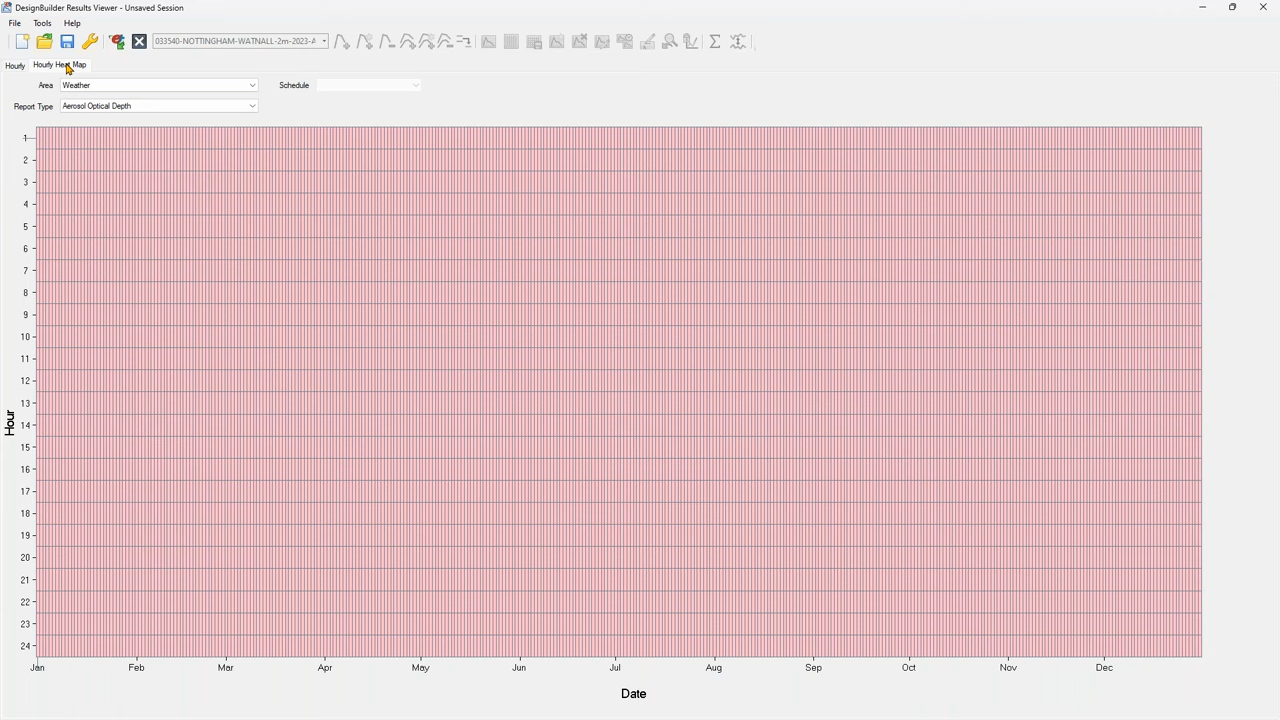 DesignBuilder Results Viewer - Unsaved Session
File Tools Help
033540-NOTTINGHAM-WATNALL-2m-2023-A
Hourly Hourly Heat Map
Area Weather Schedule
Report Type Aerosol Optical Depth
1
2
3
4
5
6
7
8
9
10
11
12
13
14
15
16
17
18
19
20
21
22
23
24
Hour
Jan Feb Mar Apr May Jun Jul Aug Sep Oct Nov Dec
Date